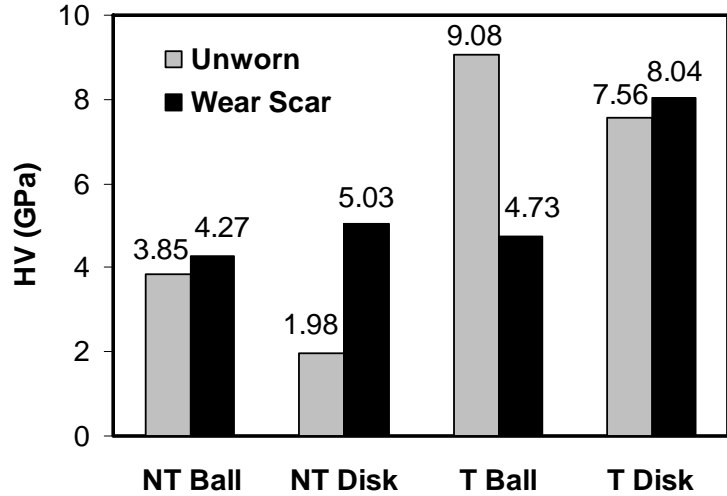 HV (GPa)
10
8
6
4
2
0
Unworn
Wear Scar
3.85
4.27
1.98
5.03
9.08
4.73
7.56
8.04
NT Ball
NT Disk
T Ball
T Disk